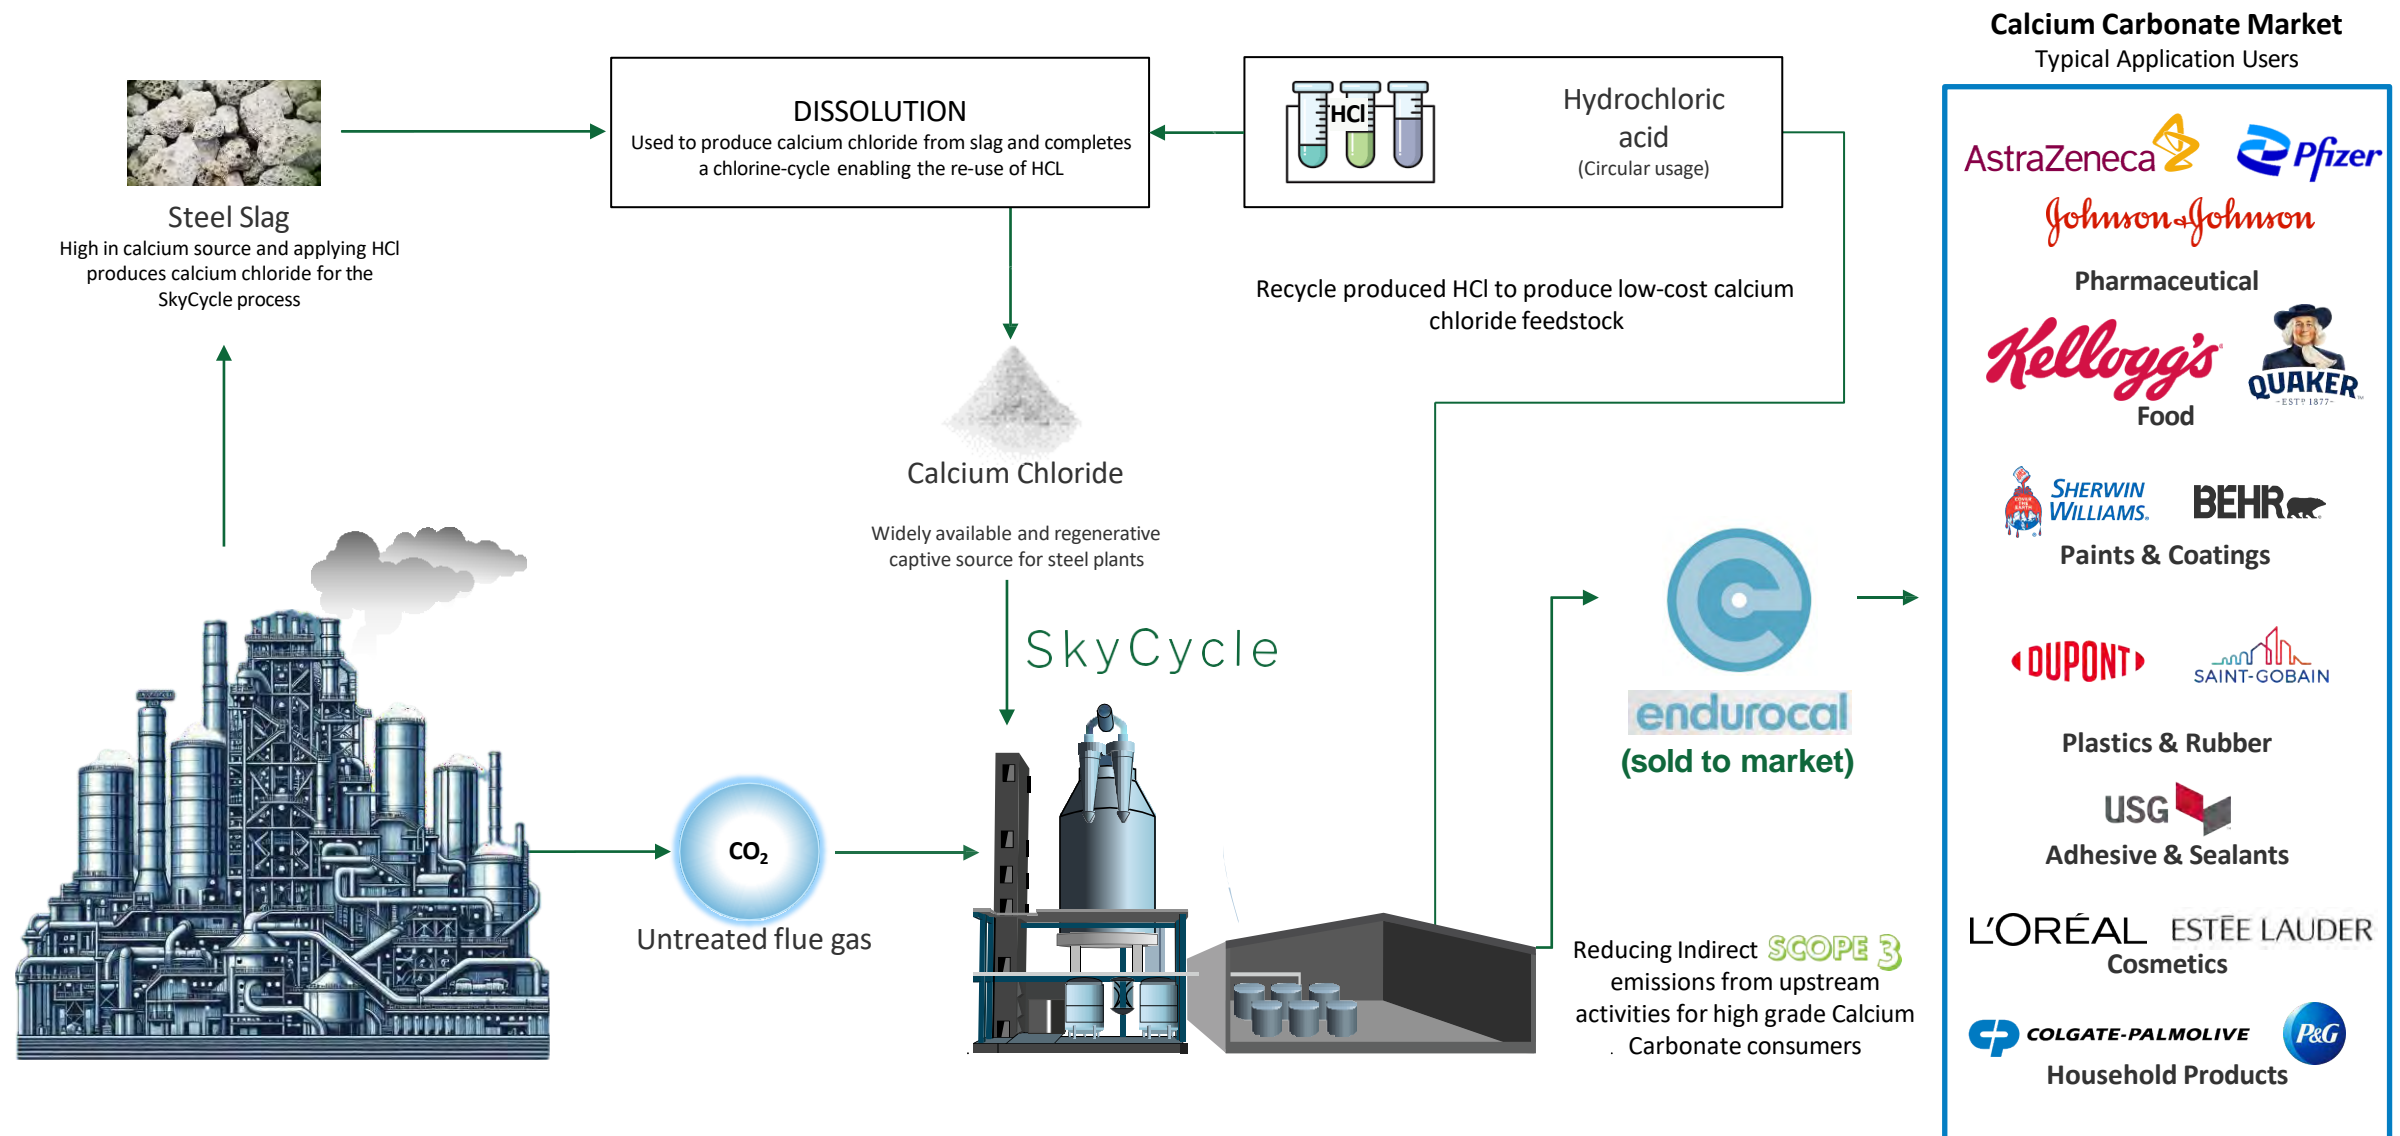 Calcium Carbonate Market
Typical Application Users
DISSOLUTION
Used to produce calcium chloride from slag and completes
a chlorine-cycle enabling the re-use of HCL
HCl
Hydrochloric
acid
(Circular usage)
Steel Slag
High in calcium source and applying HCl
produces calcium chloride for the
SkyCycle process
Recycle produced HCl to produce low-cost calcium
chloride feedstock
Calcium Chloride
Widely available and regenerative
captive source for steel plants
SkyCycle
CO₂
Untreated flue gas
endurocal
(sold to market)
Reducing Indirect SCOPE 3
emissions from upstream
activities for high grade Calcium
. Carbonate consumers
AstraZeneca
Pfizer
Johnson & Johnson
Pharmaceutical
Kellogg's
QUAKER
-ESTD 1877-
Food
COVER THE EARTH
SHERWIN
WILLIAMS.
BEHR
Paints & Coatings
DUPONT
SAINT-GOBAIN
Plastics & Rubber
USG
Adhesive & Sealants
L'ORÉAL
ESTĒE LAUDER
Cosmetics
CP COLGATE-PALMOLIVE
P&G
Household Products